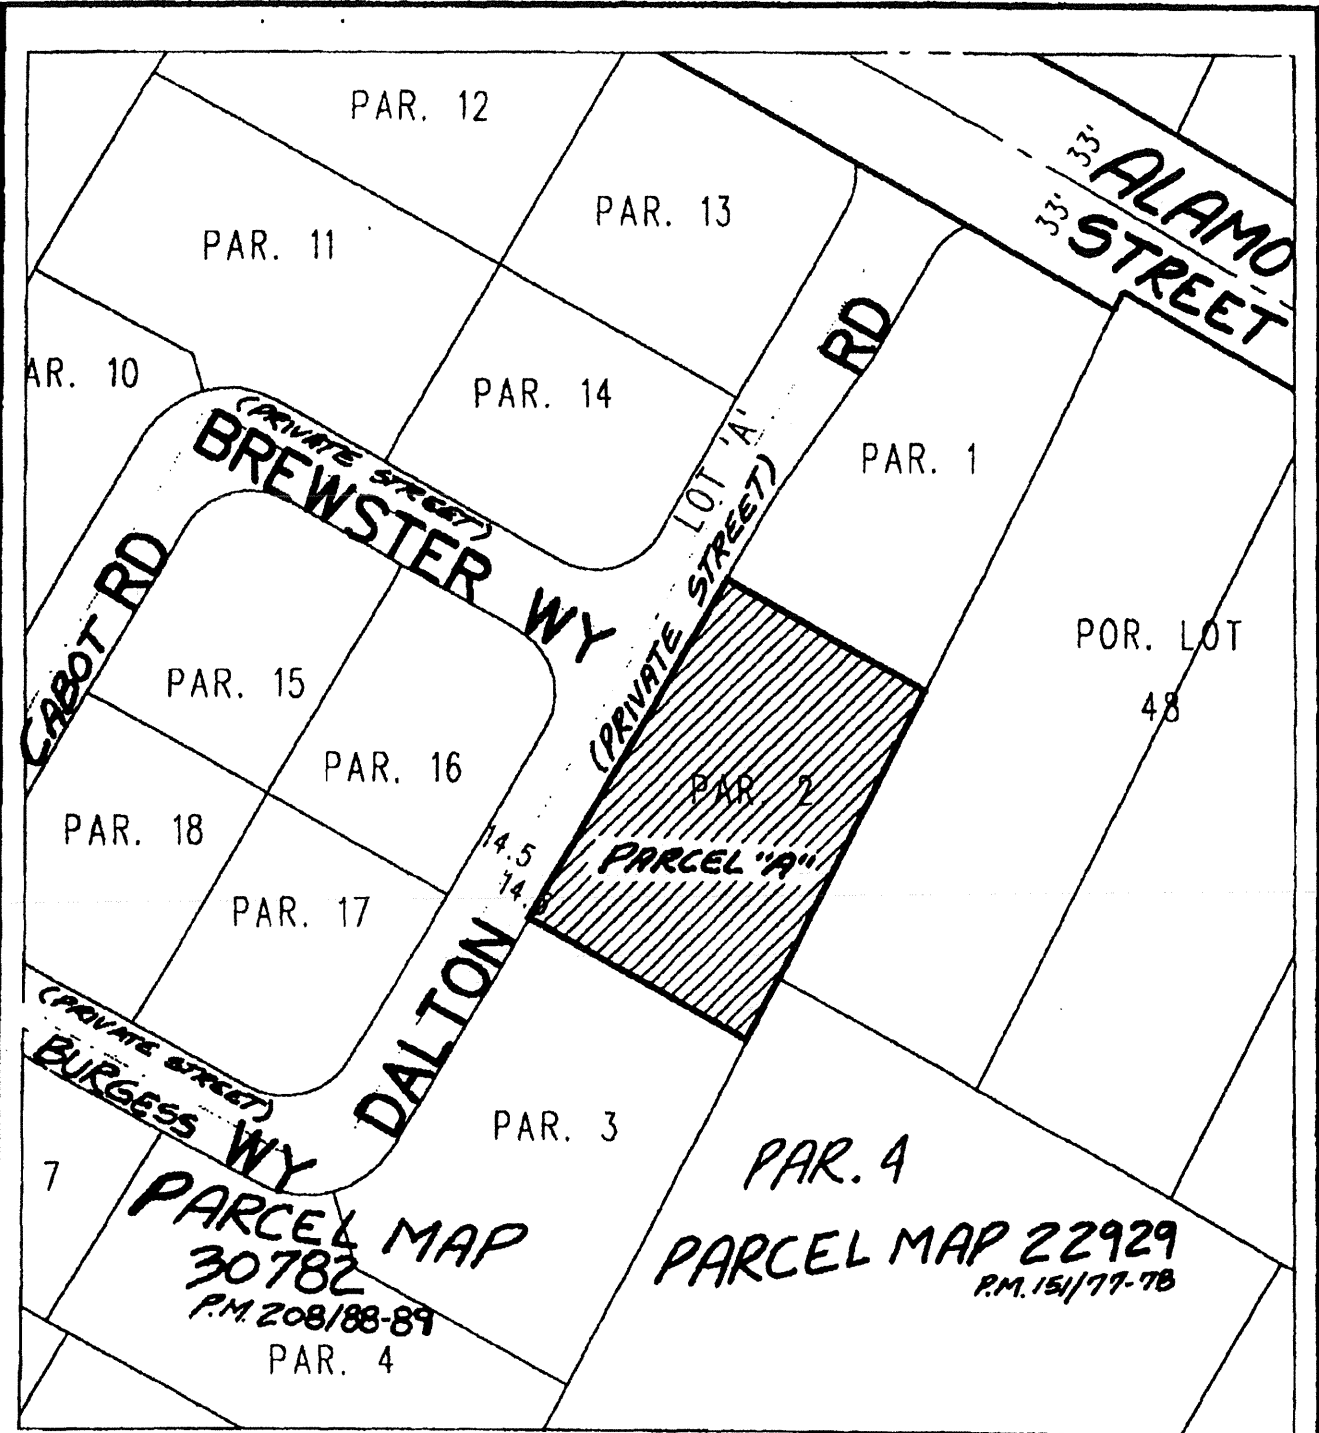 PAR. 12
33'
ALAMO
33'
STREET
PAR. 13
PAR. 11
RD
AR. 10
PAR. 14
(PRIVATE STREET)
BREWSTER WY
LOT 'A'
PAR. 1
(PRIVATE STREET)
CABOT RD
POR. LOT
48
PAR. 15
PAR. 16
PAR. 2
PAR. 18
14.5
PARCEL "A"
PAR. 17
DALTON
(PRIVATE STREET)
BURGESS WY
PAR. 3
PAR. 4
7
PARCEL MAP
30782
P.M. 208/88-89
PARCEL MAP 22929
P.M. 151/77-78
PAR. 4